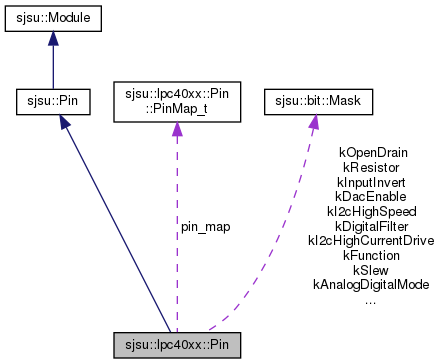 sjsu::Module
sjsu::Pin
sjsu::lpc40xx::Pin
::PinMap_t
sjsu::bit::Mask
pin_map
kOpenDrain
kResistor
kInputInvert
kDacEnable
kI2cHighSpeed
kDigitalFilter
kI2cHighCurrentDrive
kFunction
kSlew
kAnalogDigitalMode
...
sjsu::lpc40xx::Pin